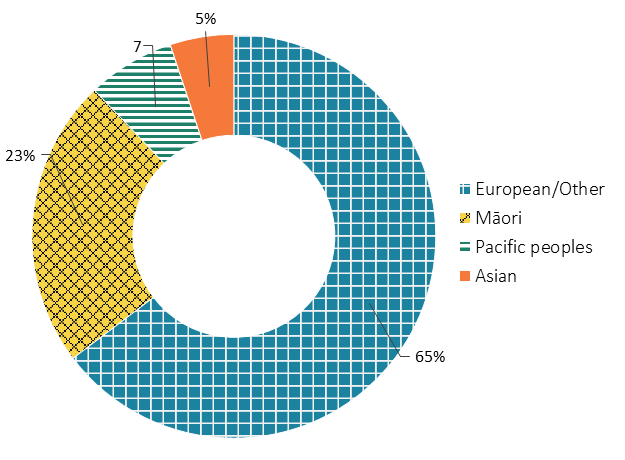 5%
7
23%
European/Other
Māori
Pacific peoples
Asian
65%